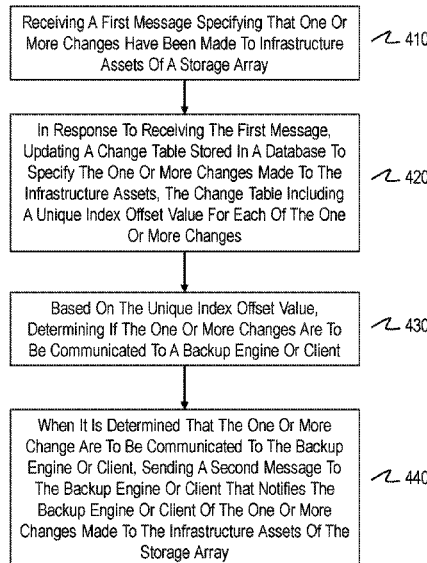 Receiving A First Message Specifying That One Or
More Changes Have Been Made To Infrastructure
Assets Of A Storage Array
410
In Response To Receiving The First Message,
Updating A Change Table Stored In A Database To
Specify The One Or More Changes Made To The
Infrastructure Assets, The Change Table Including
A Unique Index Offset Value For Each Of The One
Or More Changes
420
Based On The Unique Index Offset Value,
Determining If The One Or More Changes Are To
Be Communicated To A Backup Engine Or Client
430
When It Is Determined That The One Or More
Change Are To Be Communicated To The Backup
Engine Or Client, Sending A Second Message To
The Backup Engine Or Client That Notifies The
Backup Engine Or Client Of The One Or More
Changes Made To The Infrastructure Assets Of The
Storage Array
440